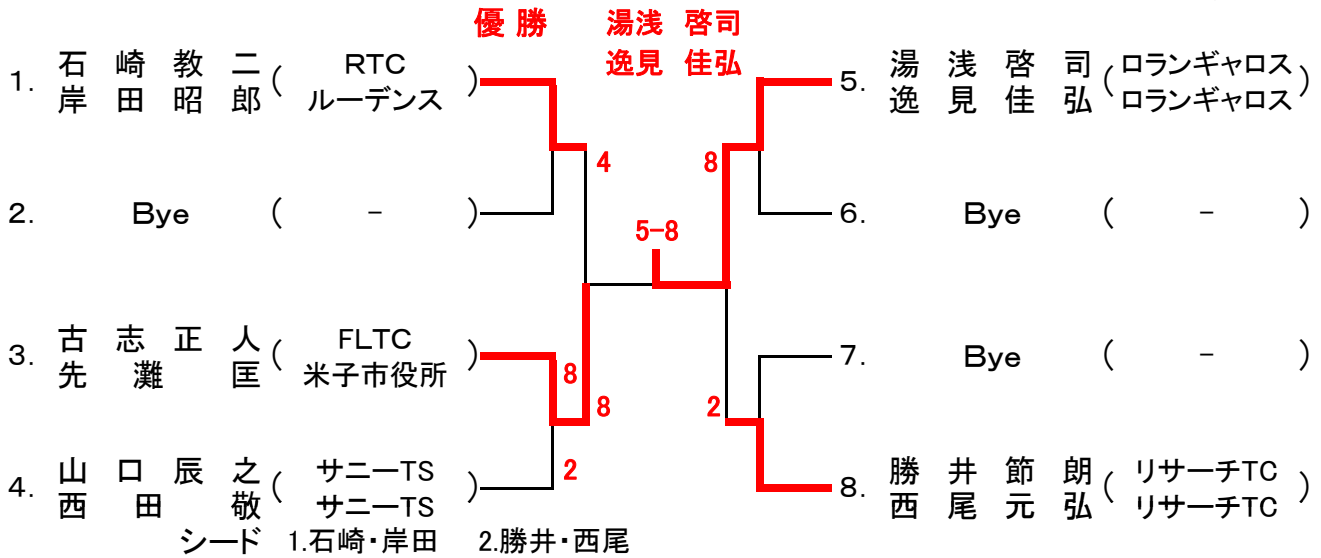 優 勝 湯浅 啓司
逸見 佳弘
1. 石崎教二 ( RTC )
岸田昭郎 ルーデンス
4
2. Bye ( - )
3. 古志正人 ( FLTC )
先灘匡 米子市役所
8
8
4. 山口辰之 ( サニーTS )
西田敬 サニーTS
2
5-8
5. 湯浅啓司 ( ロランギャロス )
逸見佳弘 ロランギャロス
8
6. Bye ( - )
7. Bye ( - )
2
8. 勝井節朗 ( リサーチTC )
西尾元弘 リサーチTC
シード 1.石崎・岸田 2.勝井・西尾